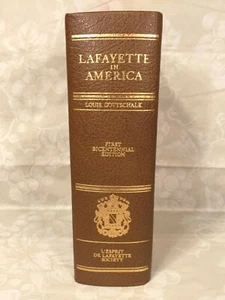 LAFAYETTE
IN
AMERICA
LOUIS GOTTSCHALK
FIRST
BICENTENNIAL
EDITION
L'ESPRIT
DE LAFAYETTE
SOCIETY